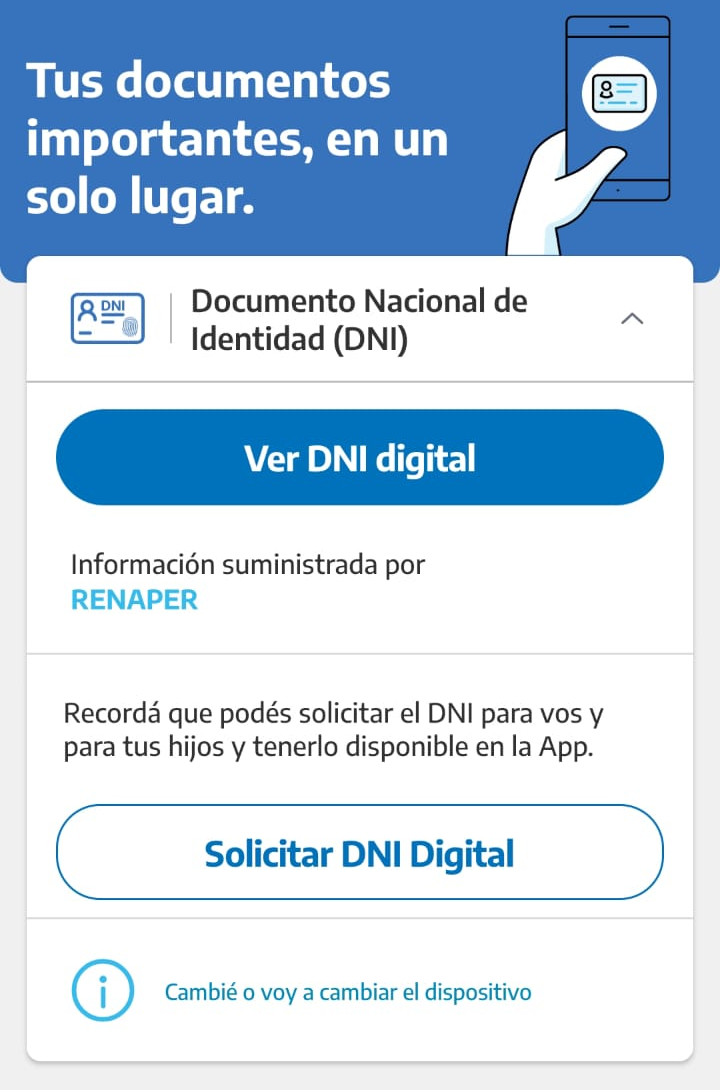 Tus documentos
importantes, en un
solo lugar.
DNI
Documento Nacional de
Identidad (DNI)
Ver DNI digital
Información suministrada por
RENAPER
Recordá que podés solicitar el DNI para vos y
para tus hijos y tenerlo disponible en la App.
Solicitar DNI Digital
Cambié o voy a cambiar el dispositivo